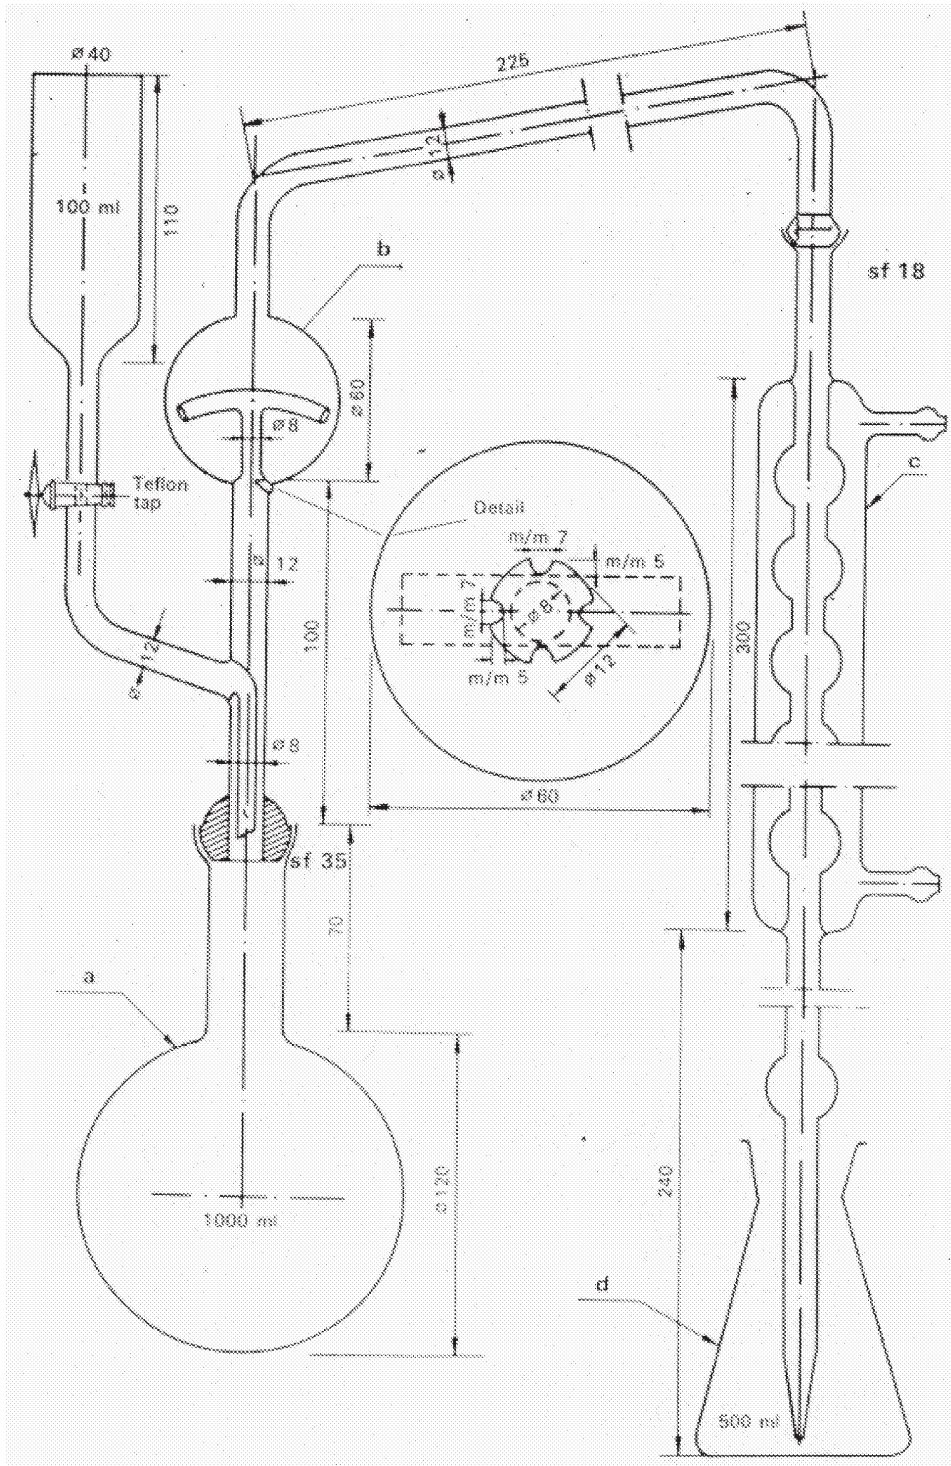 ø 40
225
ø 12
100 ml
110
b
sf 18
ø 60
ø 8
c
Teflon
tap
Detail
m/m 7
m/m 5
ø 12
m/m 7
ø 8
100
300
ø 12
m/m 5
ø 12
ø 8
ø 60
sf 35
70
a
240
ø 120
1000 ml
d
500 ml